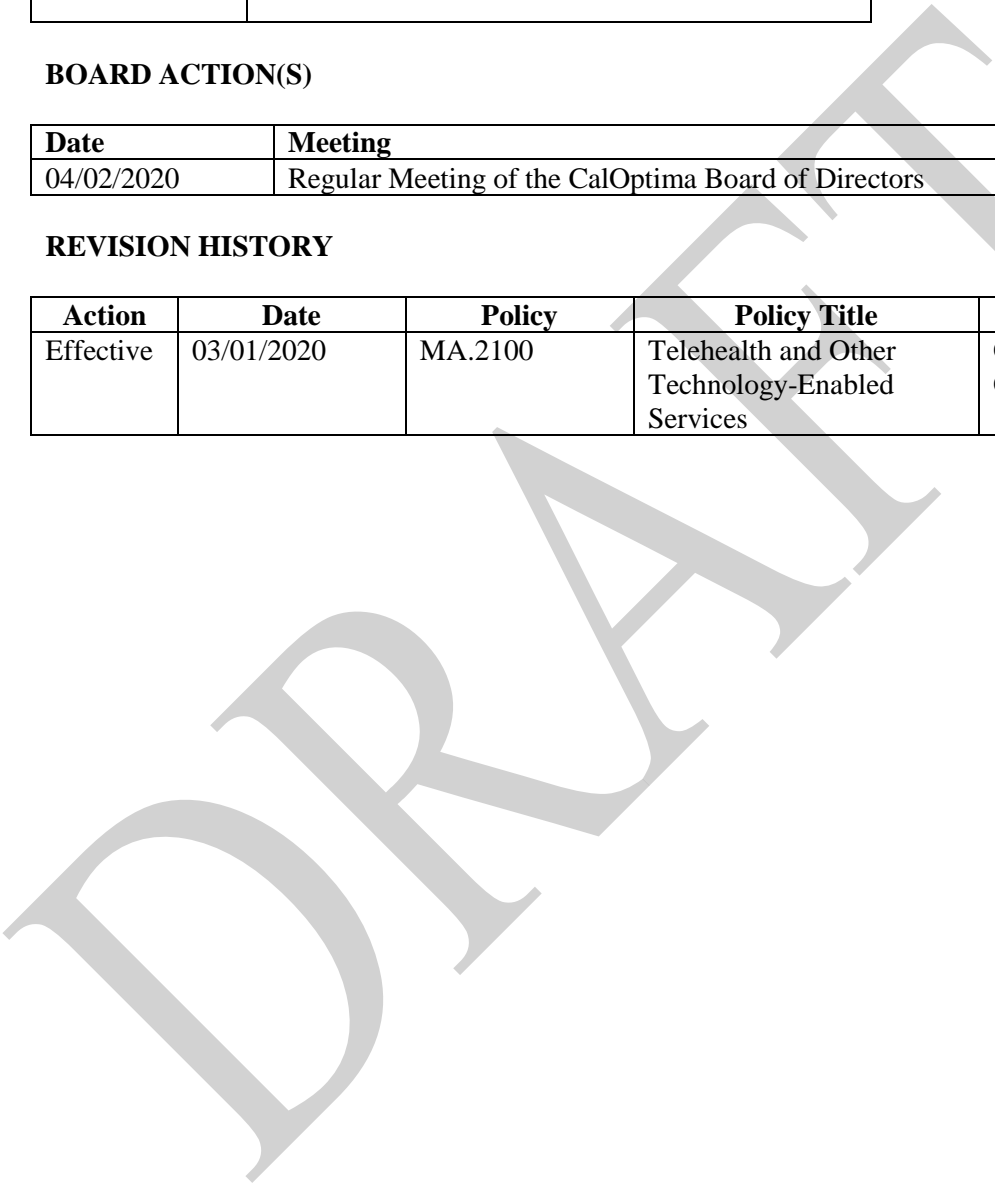 BOARD ACTION(S)
Date Meeting
04/02/2020 Regular Meeting of the CalOptima Board of Directors
REVISION HISTORY
Action Date Policy Policy Title
Effective 03/01/2020 MA.2100 Telehealth and Other
Technology-Enabled
Services
DRAFT